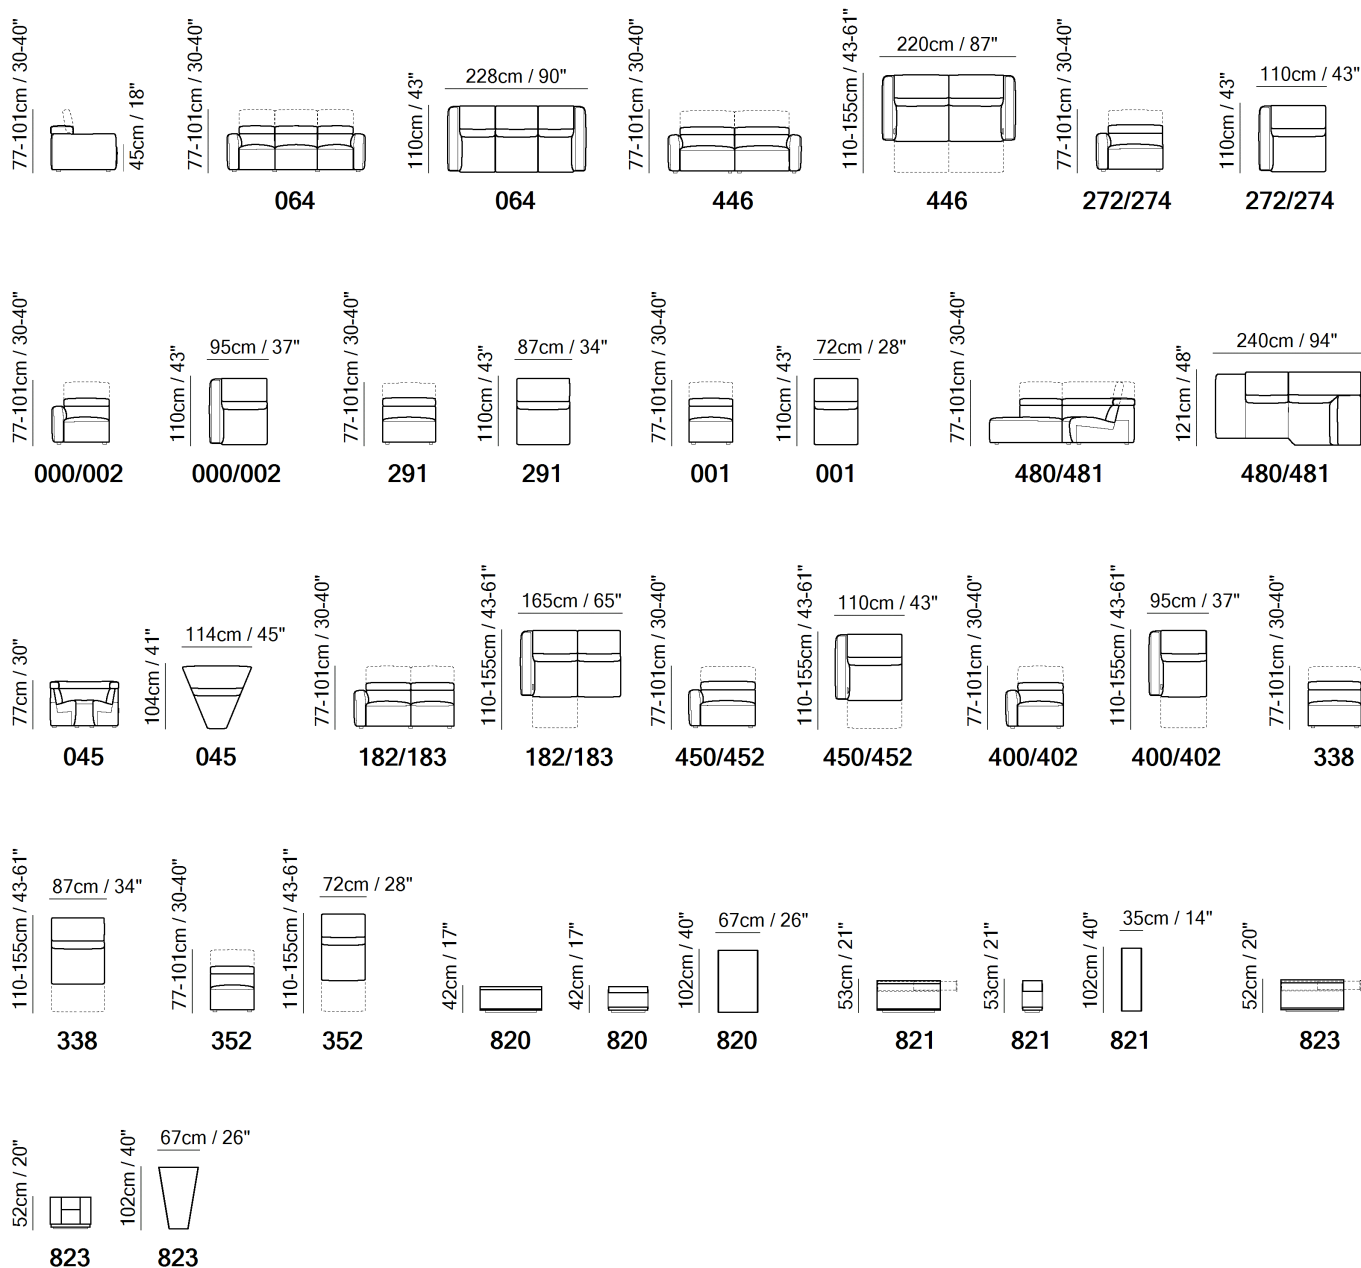 77-101cm / 30-40"
45cm / 18"
77-101cm / 30-40"
064
110cm / 43"
228cm / 90"
064
77-101cm / 30-40"
446
110-155cm / 43-61"
220cm / 87"
446
77-101cm / 30-40"
272/274
110cm / 43"
110cm / 43"
272/274
77-101cm / 30-40"
000/002
110cm / 43"
95cm / 37"
000/002
77-101cm / 30-40"
291
110cm / 43"
87cm / 34"
291
77-101cm / 30-40"
001
110cm / 43"
72cm / 28"
001
77-101cm / 30-40"
480/481
121cm / 48"
240cm / 94"
480/481
77cm / 30"
045
104cm / 41"
114cm / 45"
045
77-101cm / 30-40"
182/183
110-155cm / 43-61"
165cm / 65"
182/183
77-101cm / 30-40"
450/452
110-155cm / 43-61"
110cm / 43"
450/452
77-101cm / 30-40"
400/402
110-155cm / 43-61"
95cm / 37"
400/402
77-101cm / 30-40"
338
110-155cm / 43-61"
87cm / 34"
338
77-101cm / 30-40"
352
110-155cm / 43-61"
72cm / 28"
352
42cm / 17"
820
42cm / 17"
820
102cm / 40"
67cm / 26"
820
53cm / 21"
821
53cm / 21"
821
102cm / 40"
35cm / 14"
821
52cm / 20"
823
52cm / 20"
823
102cm / 40"
67cm / 26"
823